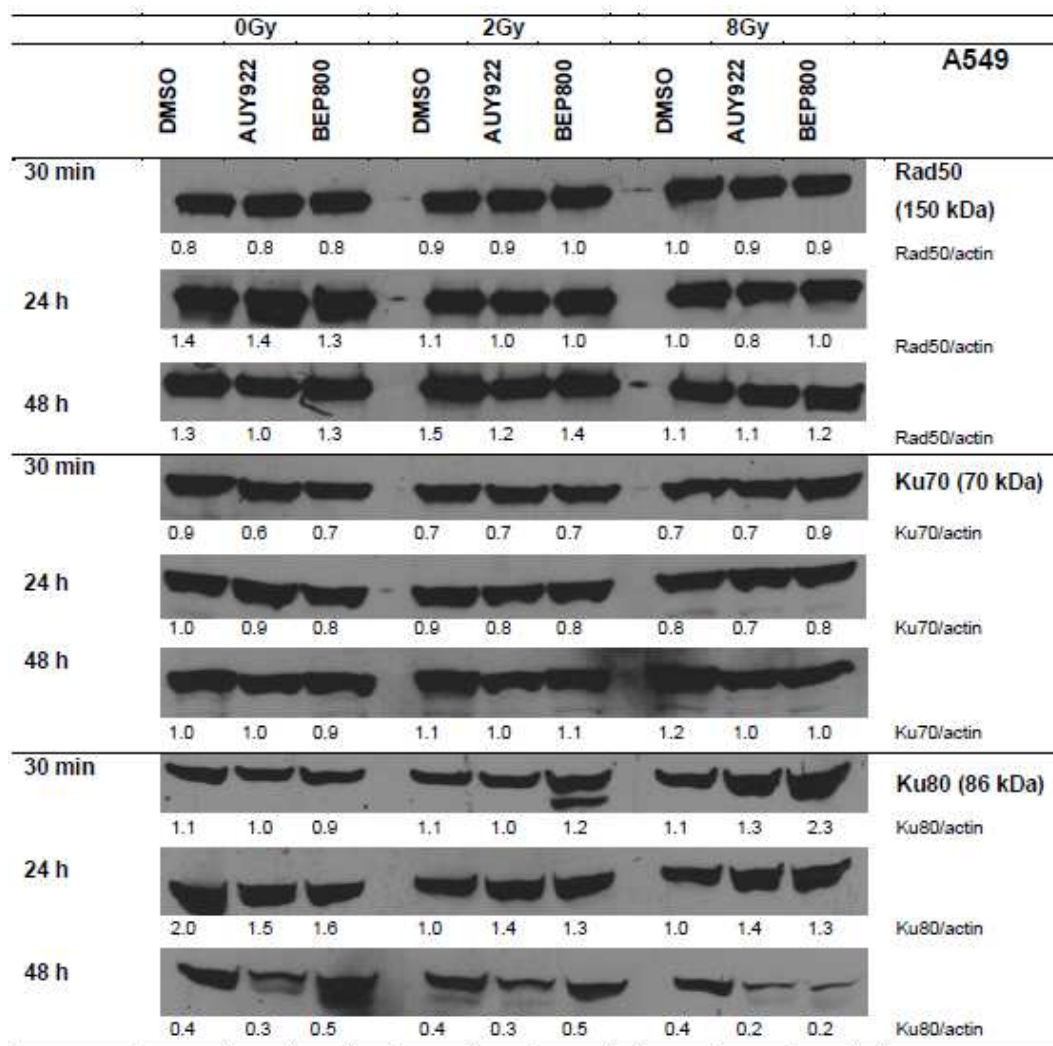 0Gy 2Gy 8Gy
A549
DMSO AUY922 BEP800 DMSO AUY922 BEP800 DMSO AUY922 BEP800
30 min Rad50
(150 kDa)
0.8 0.8 0.8 0.9 0.9 1.0 1.0 0.9 0.9 Rad50/actin
24 h
1.4 1.4 1.3 1.1 1.0 1.0 1.0 0.8 1.0 Rad50/actin
48 h
1.3 1.0 1.3 1.5 1.2 1.4 1.1 1.1 1.2 Rad50/actin
30 min Ku70 (70 kDa)
0.9 0.6 0.7 0.7 0.7 0.7 0.7 0.7 0.9 Ku70/actin
24 h
1.0 0.9 0.8 0.9 0.8 0.8 0.8 0.7 0.8 Ku70/actin
48 h
1.0 1.0 0.9 1.1 1.0 1.1 1.2 1.0 1.0 Ku70/actin
30 min Ku80 (86 kDa)
1.1 1.0 0.9 1.1 1.0 1.2 1.1 1.3 2.3 Ku80/actin
24 h
2.0 1.5 1.6 1.0 1.4 1.3 1.0 1.4 1.3 Ku80/actin
48 h
0.4 0.3 0.5 0.4 0.3 0.5 0.4 0.2 0.2 Ku80/actin